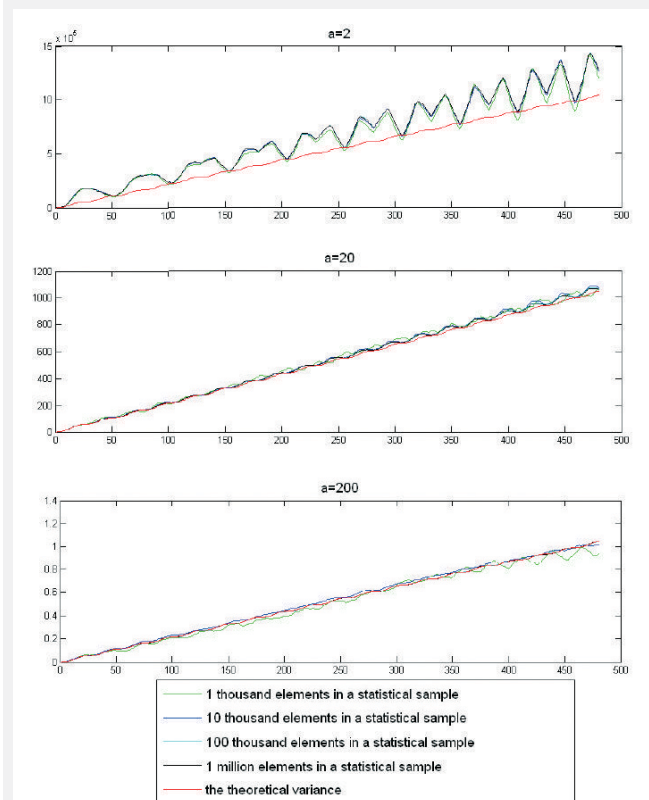 a=2
x 10⁶
15
10
5
0
0 50 100 150 200 250 300 350 400 450 500
a=20
1200
1000
800
600
400
200
0
0 50 100 150 200 250 300 350 400 450 500
a=200
1.4
1.2
1
0.8
0.6
0.4
0.2
0
0 50 100 150 200 250 300 350 400 450 500
1 thousand elements in a statistical sample
10 thousand elements in a statistical sample
100 thousand elements in a statistical sample
1 million elements in a statistical sample
the theoretical variance